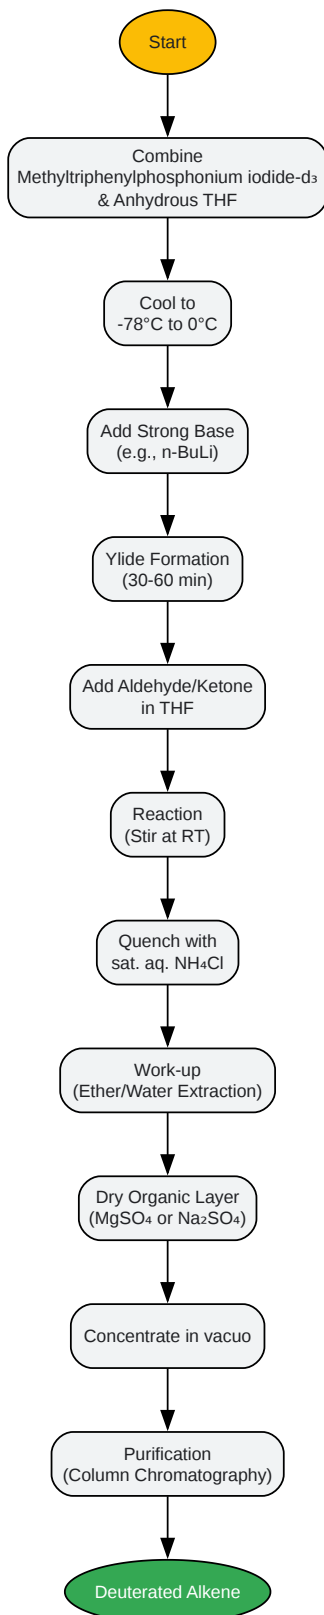 Start
Combine
Methyltriphenylphosphonium iodide-d₃
& Anhydrous THF
Cool to
-78°C to 0°C
Add Strong Base
(e.g., n-BuLi)
Ylide Formation
(30-60 min)
Add Aldehyde/Ketone
in THF
Reaction
(Stir at RT)
Quench with
sat. aq. NH₄Cl
Work-up
(Ether/Water Extraction)
Dry Organic Layer
(MgSO₄ or Na₂SO₄)
Concentrate in vacuo
Purification
(Column Chromatography)
Deuterated Alkene